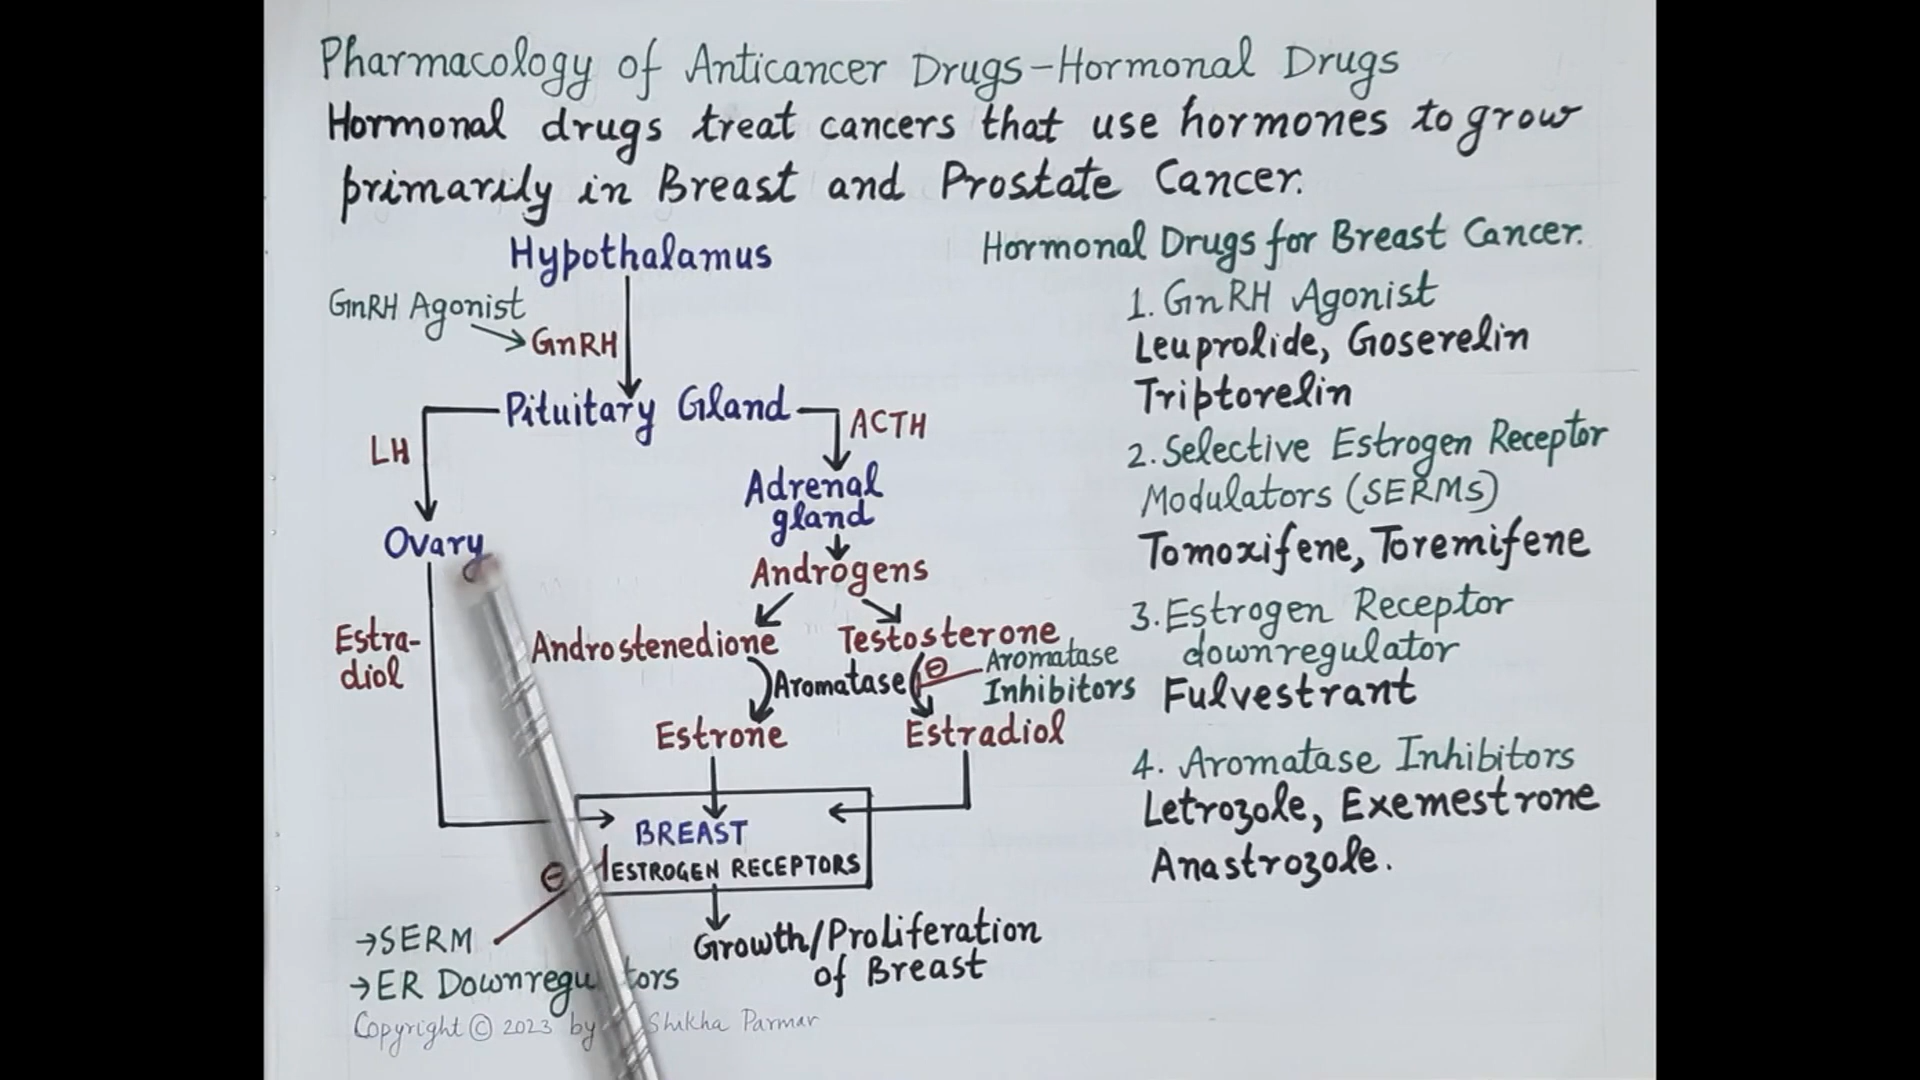 Pharmacology of Anticancer Drugs-Hormonal Drugs
Hormonal drugs treat cancers that use hormones to grow
primarily in Breast and Prostate Cancer.
Hypothalamus
GnRH Agonist
GnRH
Pituitary Gland
LH
ACTH
Ovary
Adrenal
gland
Androgens
Estra-
diol
Androstenedione
Testosterone
Aromatase
Aromatase
Inhibitors
Estrone
Estradiol
BREAST
ESTROGEN RECEPTORS
→SERM
→ER Downregu tors
Growth/Proliferation
of Breast
Copyright © 2023 by Shikha Parmar
Hormonal Drugs for Breast Cancer.
1. GnRH Agonist
Leuprolide, Goserelin
Triptorelin
2. Selective Estrogen Receptor
Modulators (SERMs)
Tomoxifene, Toremifene
3. Estrogen Receptor
downregulator
Fulvestrant
4. Aromatase Inhibitors
Letrozole, Exemestrone
Anastrozole.